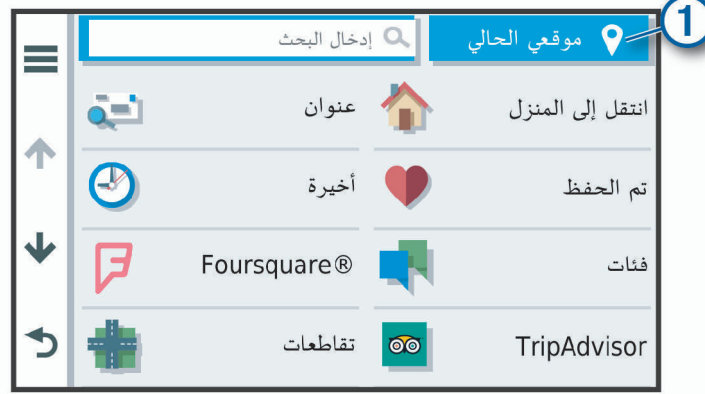 1
موقعي الحالي
إدخال البحث
انتقل إلى المنزل
عنوان
تم الحفظ
أخيرة
فئات
Foursquare®
TripAdvisor
تقاطعات